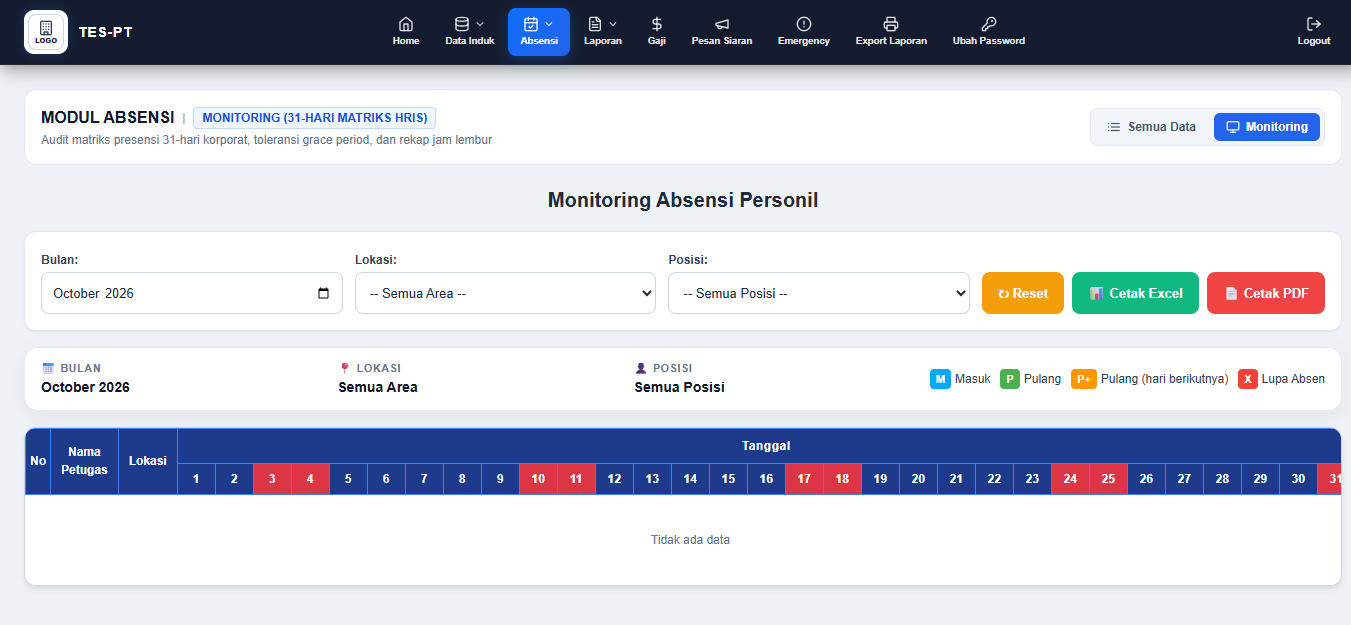 LOGO
TES-PT
Home
Data Induk
Absensi
Laporan
Gaji
Pesan Siaran
Emergency
Export Laporan
Ubah Password
Logout
MODUL ABSENSI | MONITORING (31-HARI MATRIKS HRIS)
Audit matriks presensi 31-hari korporat, toleransi grace period, dan rekap jam lembur
Semua Data
Monitoring
Monitoring Absensi Personil
Bulan:
Lokasi:
Posisi:
October 2026
-- Semua Area --
-- Semua Posisi --
↻ Reset
Cetak Excel
Cetak PDF
BULAN
October 2026
LOKASI
Semua Area
POSISI
Semua Posisi
M Masuk
P Pulang
P+ Pulang (hari berikutnya)
X Lupa Absen
No
Nama
Petugas
Lokasi
Tanggal
1 2 3 4 5 6 7 8 9 10 11 12 13 14 15 16 17 18 19 20 21 22 23 24 25 26 27 28 29 30 31
Tidak ada data